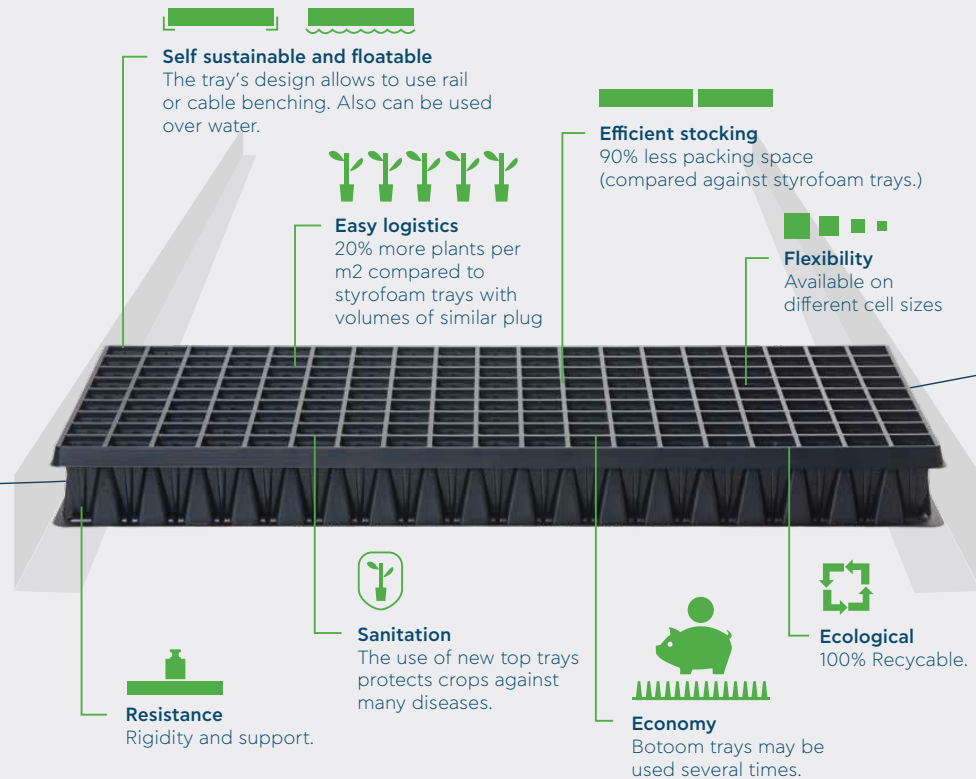 Self sustainable and floatable
The tray's design allows to use rail
or cable benching. Also can be used
over water.
Efficient stocking
90% less packing space
(compared against styrofoam trays.)
Easy logistics
20% more plants per
m2 compared to
styrofoam trays with
volumes of similar plug
Flexibility
Available on
different cell sizes
Sanitation
The use of new top trays
protects crops against
many diseases.
Ecological
100% Recycable.
Resistance
Rigidity and support.
Economy
Botoom trays may be
used several times.